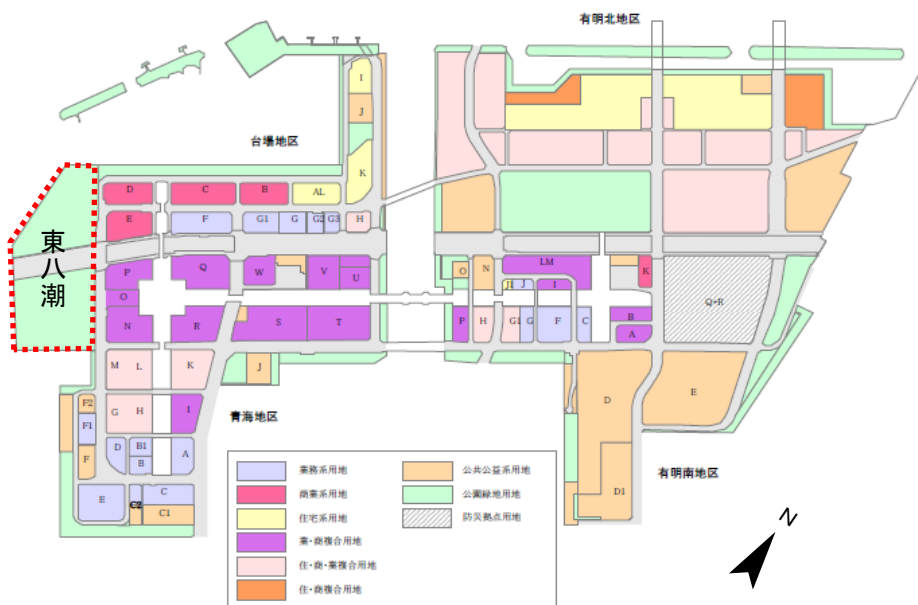 有明北地区
台場地区
I
J
K
D
C
B
AL
E
F
G1
G
G2
G3
H
東八潮
P
Q
W
V
U
O
N
R
S
T
M
L
K
J
G
H
I
F2
F1
F
D
B1
B
A
E
C
C2
C1
青海地区
O
N
LM
K
J1
J
I
P
H
G1
G
F
C
B
A
Q+R
D
E
D1
有明南地区
業務系用地
商業系用地
住宅系用地
業・商複合用地
住・商・業複合用地
住・商複合用地
公共公益系用地
公園緑地用地
防災拠点用地
N